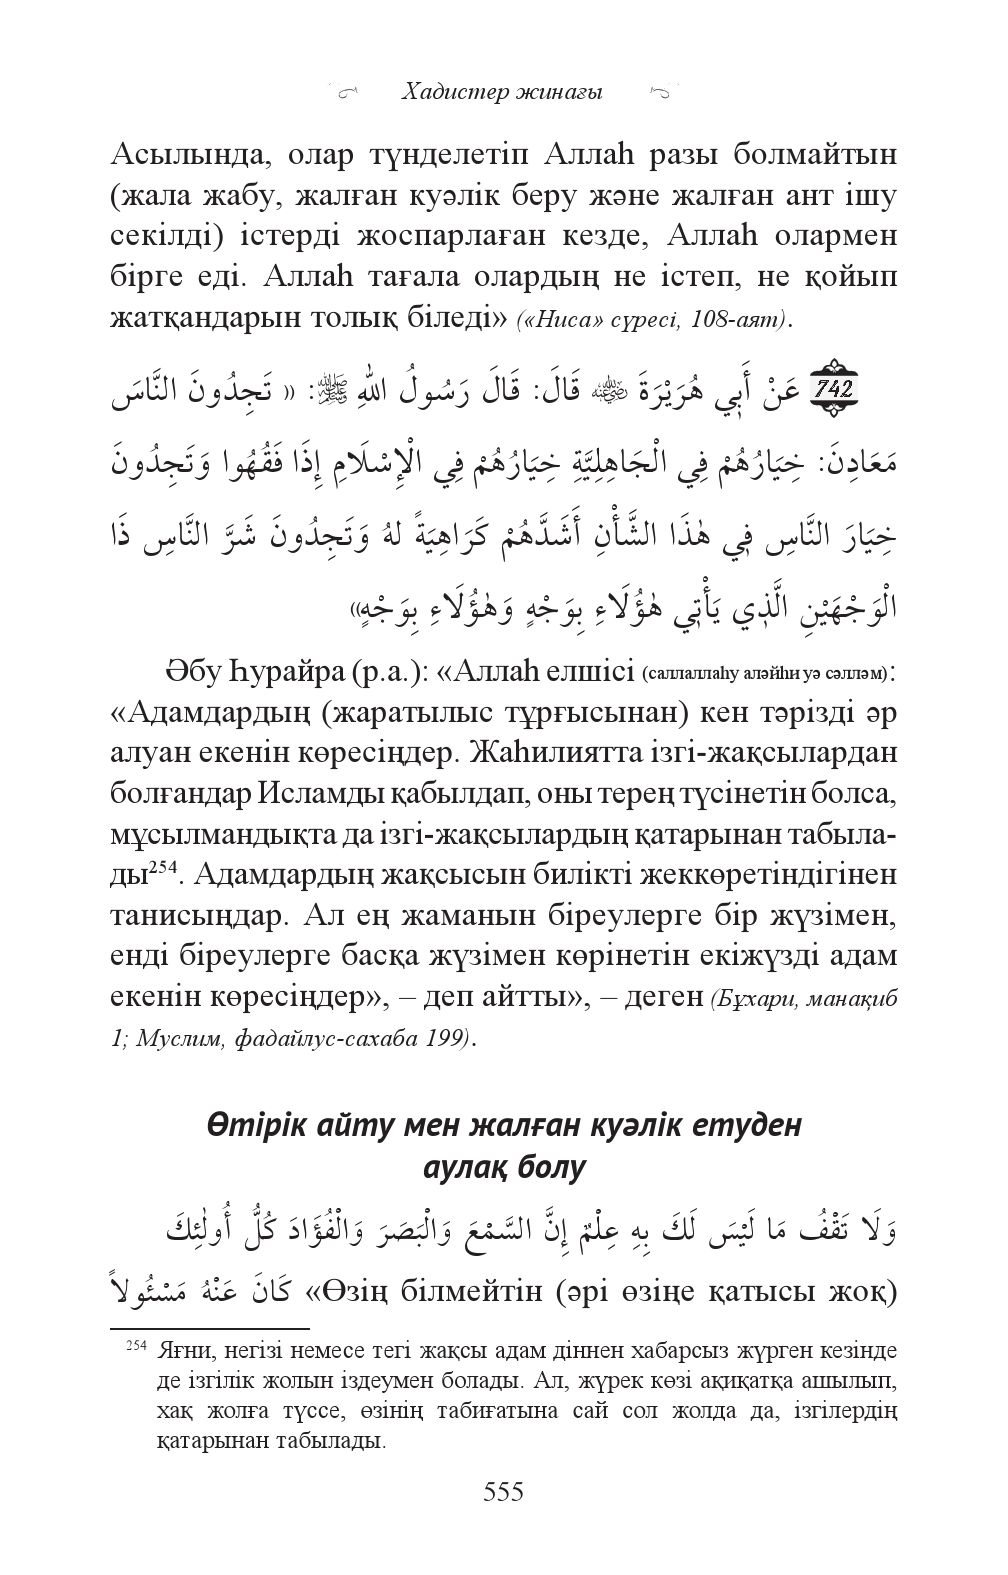 Хадистер жинағы
Асылында, олар түнделетіп Аллаһ разы болмайтын
(жала жабу, жалған куәлік беру және жалған ант ішу
секілді) істерді жоспарлаған кезде, Аллаһ олармен
бірге еді. Аллаһ тағала олардың не істеп, не қойып
жатқандарын толық біледі» («Ниса» сүресі, 108-аят).
742 عَنْ أَبِي هُرَيْرَةَ ﷺ قَالَ: قَالَ رَسُولُ اللهِ ﷺ: « تَجِدُونَ النَّاسَ
مَعَادِنَ: خِيَارُهُمْ فِي الْجَاهِلِيَّةِ خِيَارُهُمْ فِي الْإِسْلَامِ إِذَا فَقُهُوا وَتَجِدُونَ
خِيَارَ النَّاسِ فِي هٰذَا الشَّأْنِ أَشَدَّهُمْ كَرَاهِيَةً لهُ وَتَجِدُونَ شَرَّ النَّاسِ ذَا
الْوَجْهَيْنِ الَّذِي يَأْتِي هٰؤُلَاءِ بِوَجْهٍ وَهٰؤُلَاءِ بِوَجْهٍ»
Әбу Һурайра (р.а.): «Аллаһ елшісі (саллаллаһу аләйһи уә сәлләм):
«Адамдардың (жаратылыс тұрғысынан) кен тәрізді әр
алуан екенін көресіңдер. Жаһилиятта ізгі-жақсылардан
болғандар Исламды қабылдап, оны терең түсінетін болса,
мұсылмандықта да ізгі-жақсылардың қатарынан табыла-
ды²⁵⁴. Адамдардың жақсысын билікті жеккөретіндігінен
танисыңдар. Ал ең жаманын біреулерге бір жүзімен,
енді біреулерге басқа жүзімен көрінетін екіжүзді адам
екенін көресіңдер», – деп айтты», – деген (Бұхари, манақиб
1; Муслим, фадайлус-сахаба 199).
Өтірік айту мен жалған куәлік етуден
аулақ болу
وَلَا تَقْفُ مَا لَيْسَ لَكَ بِهِ عِلْمٌ إِنَّ السَّمْعَ وَالْبَصَرَ وَالْفُؤَادَ كُلُّ أُولٰئِكَ
كَانَ عَنْهُ مَسْئُولاً «Өзің білмейтін (әрі өзіңе қатысы жоқ)
254 Яғни, негізі немесе тегі жақсы адам діннен хабарсыз жүрген кезінде
де ізгілік жолын іздеумен болады. Ал, жүрек көзі ақиқатқа ашылып,
хақ жолға түссе, өзінің табиғатына сай сол жолда да, ізгілердің
қатарынан табылады.
555